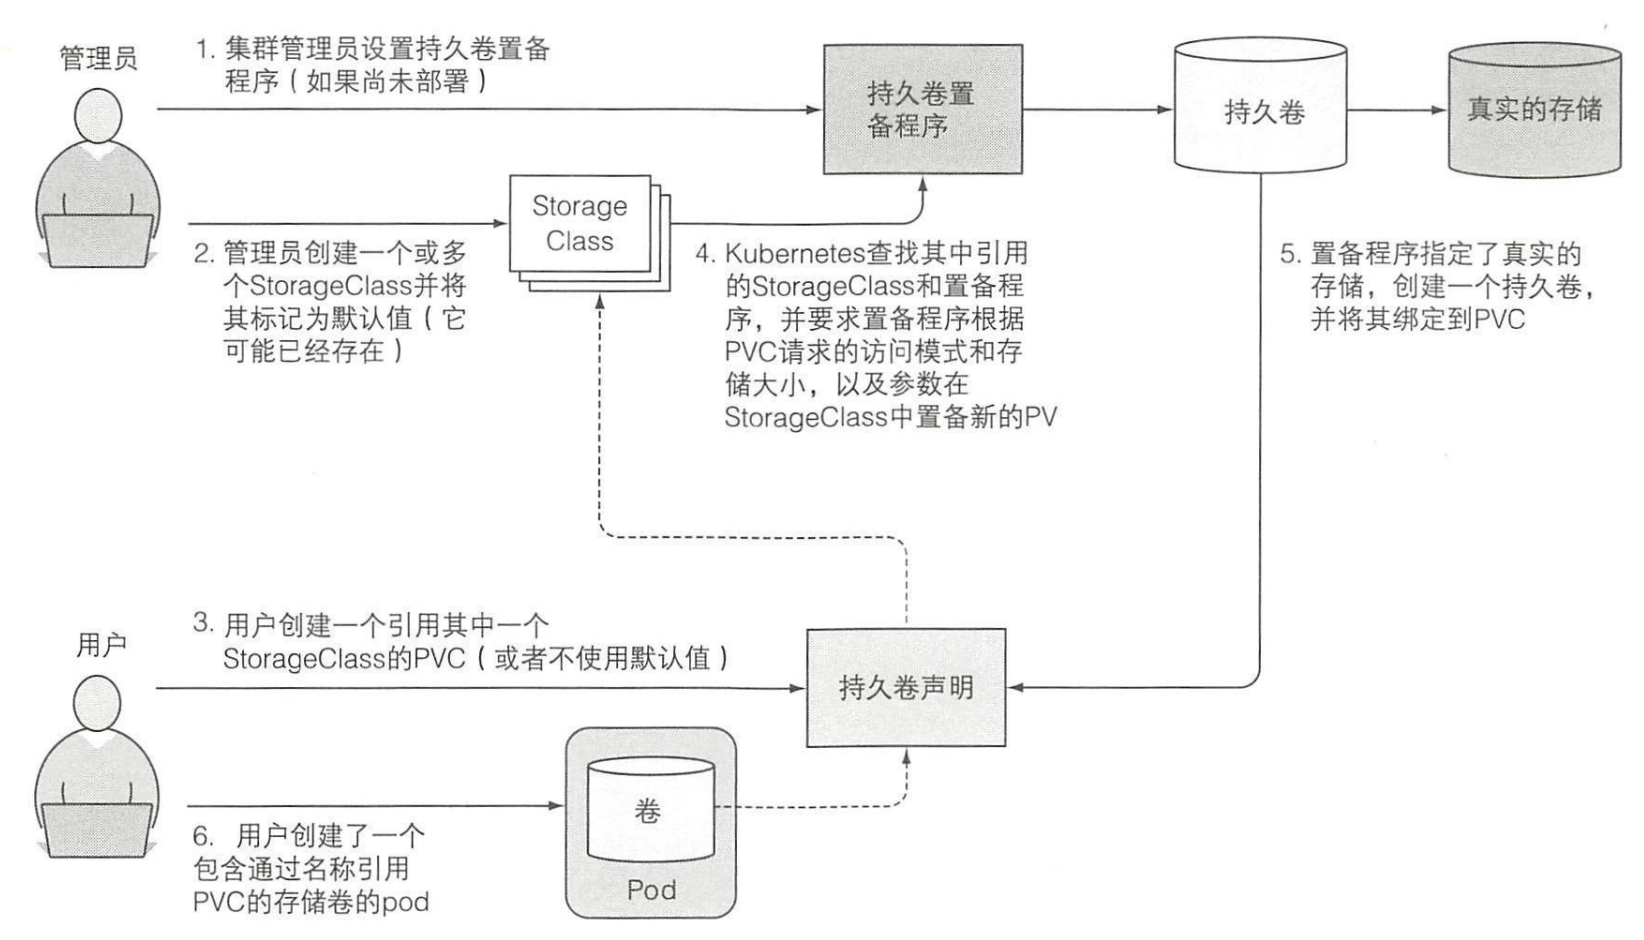 管理员
1. 集群管理员设置持久卷置备
程序（如果尚未部署）
持久卷置
备程序
持久卷
真实的存储
Storage
Class
2. 管理员创建一个或多
个StorageClass并将
其标记为默认值（它
可能已经存在）
4. Kubernetes查找其中引用
的StorageClass和置备程
序，并要求置备程序根据
PVC请求的访问模式和存
储大小，以及参数在
StorageClass中置备新的PV
5. 置备程序指定了真实的
存储，创建一个持久卷，
并将其绑定到PVC
用户
3. 用户创建一个引用其中一个
StorageClass的PVC（或者不使用默认值）
持久卷声明
卷
Pod
6. 用户创建了一个
包含通过名称引用
PVC的存储卷的pod